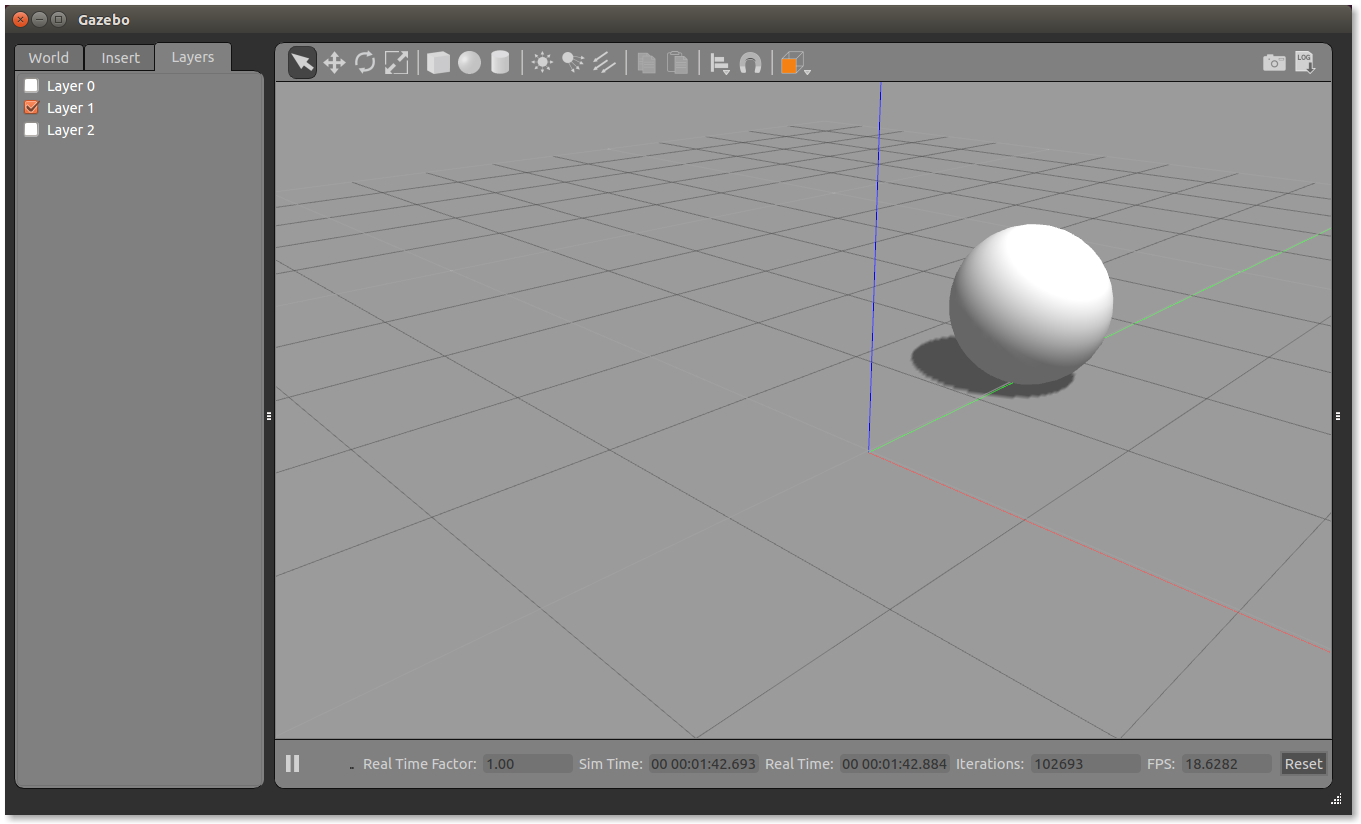 Gazebo
World Insert Layers
Layer 0
Layer 1
Layer 2
LOG
Real Time Factor: 1.00 Sim Time: 00 00:01:42.693 Real Time: 00 00:01:42.884 Iterations: 102693 FPS: 18.6282 Reset